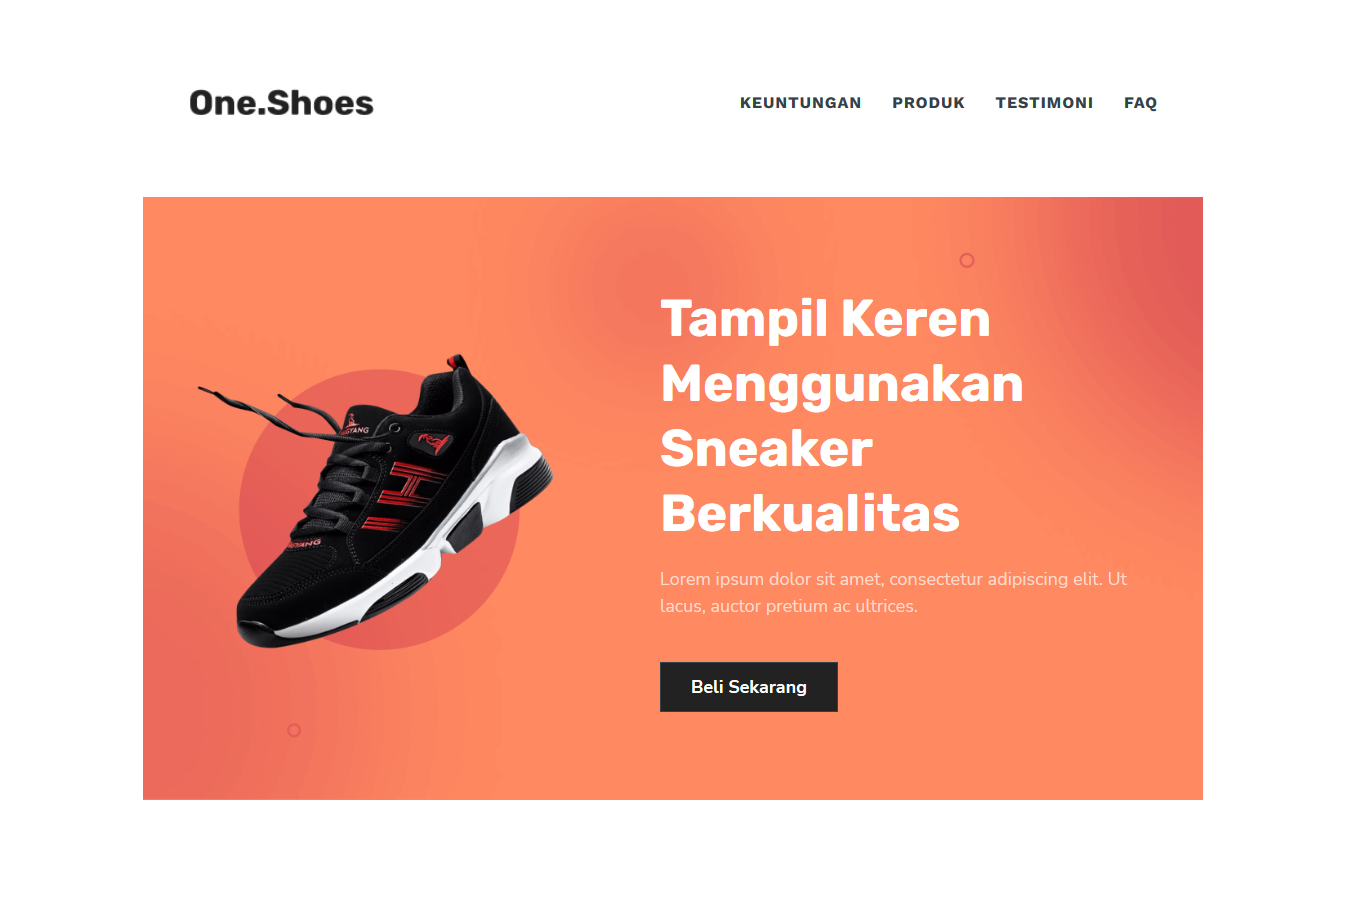 One.Shoes
KEUNTUNGAN PRODUK TESTIMONI FAQ
Tampil Keren
Menggunakan
Sneaker
Berkualitas
Lorem ipsum dolor sit amet, consectetur adipiscing elit. Ut
lacus, auctor pretium ac ultrices.
Beli Sekarang